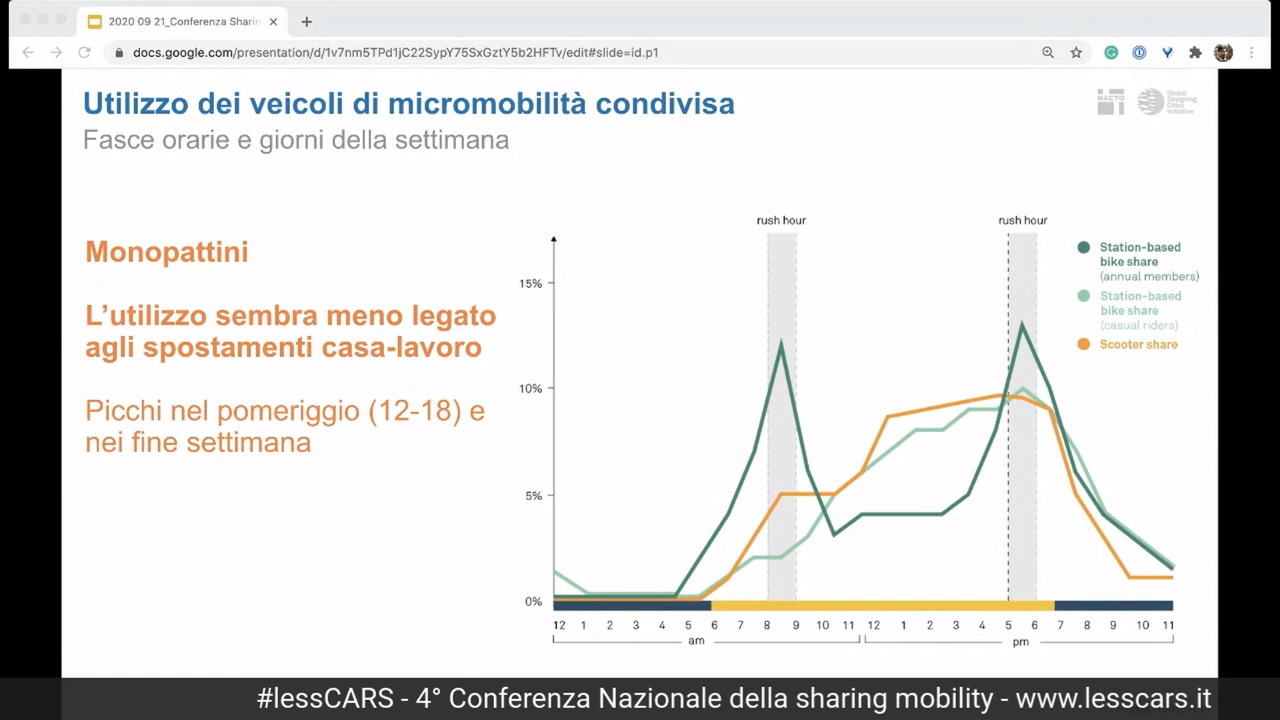 2020 09 21_Conferenza Sharin
docs.google.com/presentation/d/1v7nm5TPd1jC22SypY75SxGztY5b2HFTv/edit#slide=id.p1
Utilizzo dei veicoli di micromobilità condivisa
Fasce orarie e giorni della settimana
NACTO
Global
Designing
Cities
Initiative
Monopattini
L'utilizzo sembra meno legato
agli spostamenti casa-lavoro
Picchi nel pomeriggio (12-18) e
nei fine settimana
rush hour
rush hour
Station-based
bike share
(annual members)
Station-based
bike share
(casual riders)
Scooter share
15%
10%
5%
0%
12 1 2 3 4 5 6 7 8 9 10 11 12 1 2 3 4 5 6 7 8 9 10 11
am pm
#lessCARS - 4° Conferenza Nazionale della sharing mobility - www.lesscars.it